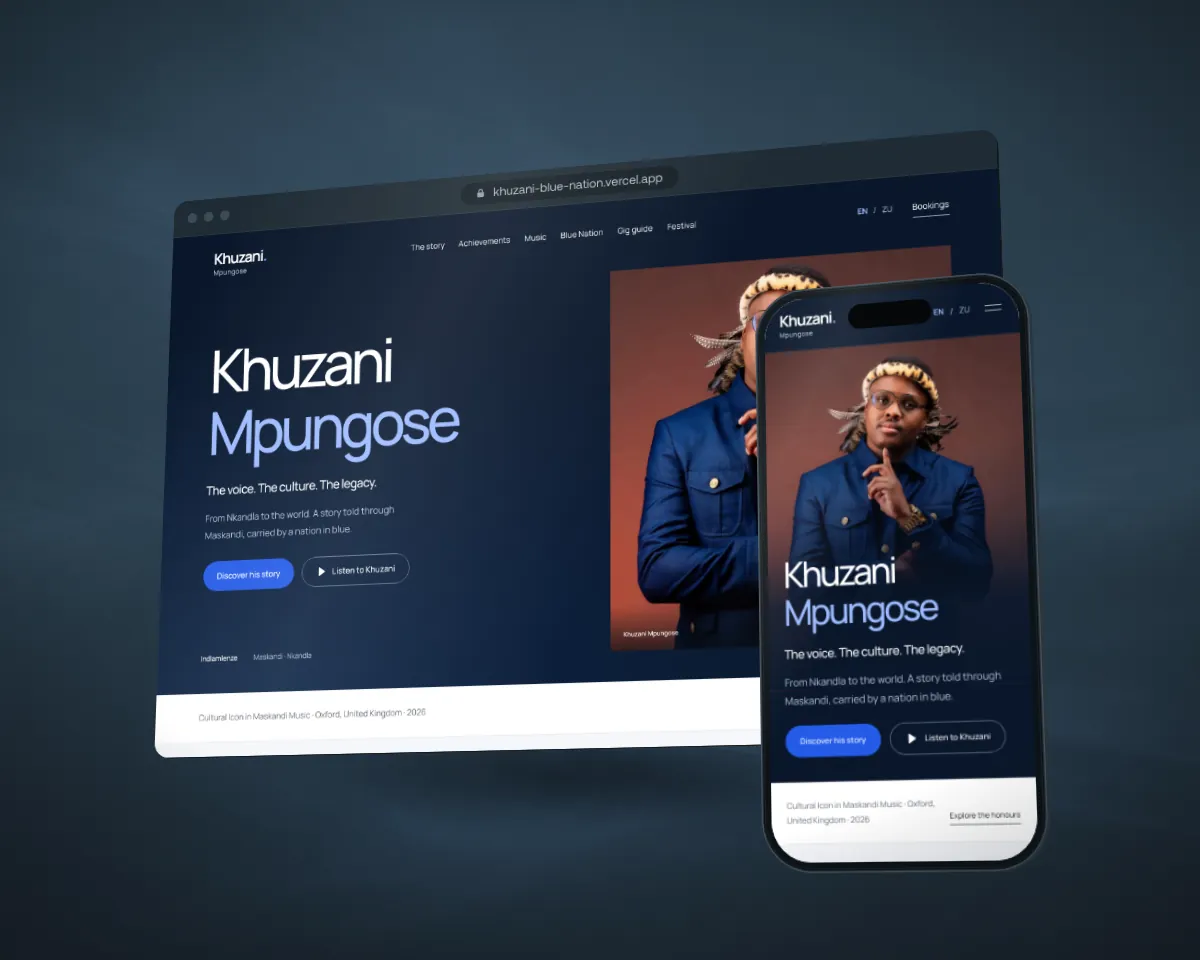 khuzani-blue-nation.vercel.app
Khuzani.
Mpungose
The story
Achievements
Music
Blue Nation
Gig guide
Festival
EN / ZU
Bookings
Khuzani
Mpungose
The voice. The culture. The legacy.
From Nkandla to the world. A story told through
Maskandi, carried by a nation in blue.
Discover his story
Listen to Khuzani
Indlamlenze
Maskandi · Nkandla
Khuzani Mpungose
Cultural Icon in Maskandi Music · Oxford, United Kingdom · 2026
Khuzani.
Mpungose
EN / ZU
Khuzani
Mpungose
The voice. The culture. The legacy.
From Nkandla to the world. A story told through
Maskandi, carried by a nation in blue.
Discover his story
Listen to Khuzani
Cultural Icon in Maskandi Music · Oxford,
United Kingdom · 2026
Explore the honours